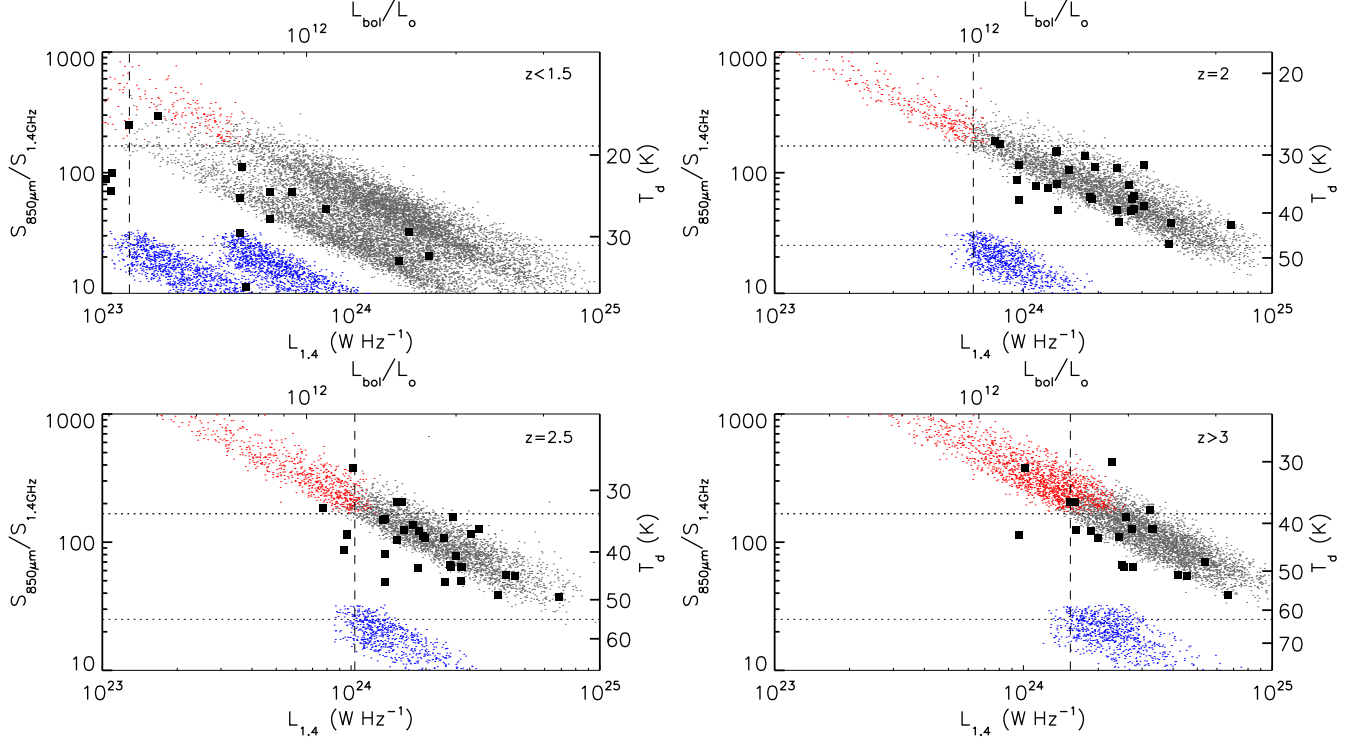 L_bol/L_o
10^12
1000
100
10
S_850μm/S_1.4GHz
z<1.5
20
30
T_d (K)
10^23 10^24 10^25
L_1.4 (W Hz^−1)
L_bol/L_o
10^12
1000
100
10
S_850μm/S_1.4GHz
z=2
20
30
40
50
T_d (K)
10^23 10^24 10^25
L_1.4 (W Hz^−1)
L_bol/L_o
10^12
1000
100
10
S_850μm/S_1.4GHz
z=2.5
30
40
50
60
T_d (K)
10^23 10^24 10^25
L_1.4 (W Hz^−1)
L_bol/L_o
10^12
1000
100
10
S_850μm/S_1.4GHz
z>3
30
40
50
60
70
T_d (K)
10^23 10^24 10^25
L_1.4 (W Hz^−1)